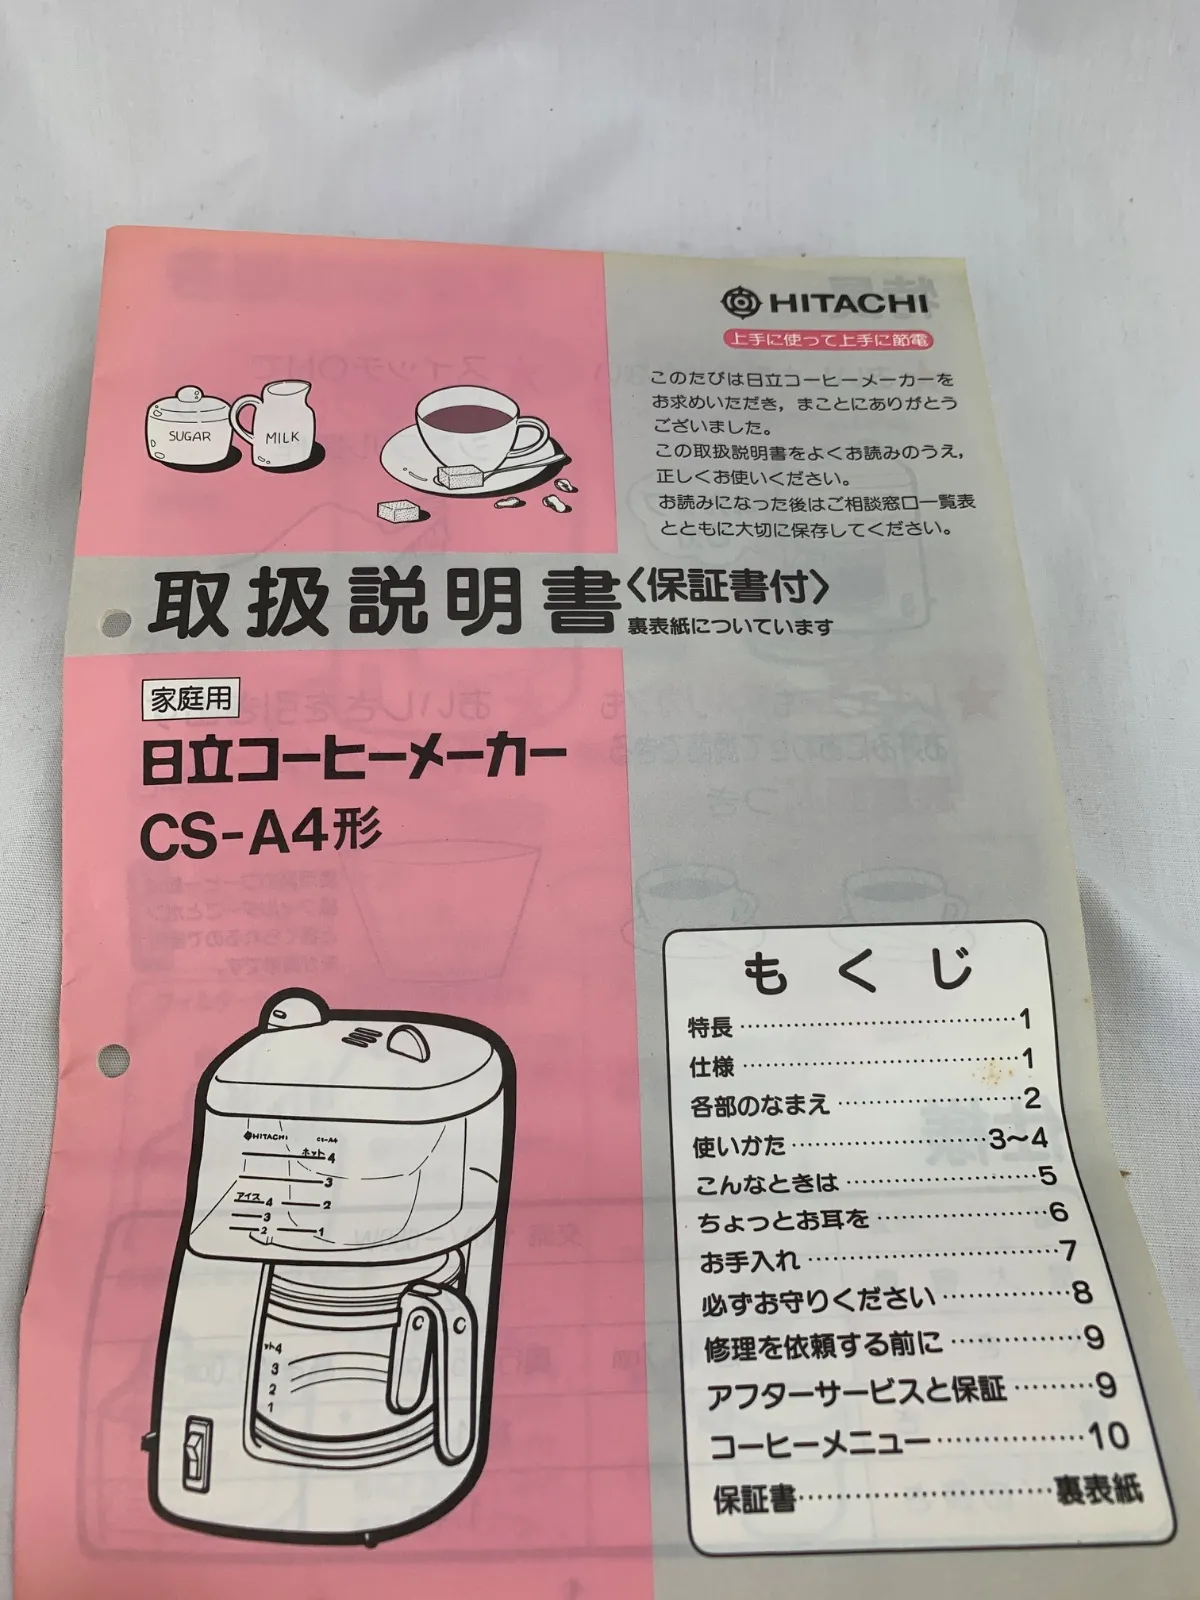 HITACHI
上手に使って上手に節電
このたびは日立コーヒーメーカーを
お求めいただき，まことにありがとう
ございました。
この取扱説明書をよくお読みのうえ，
正しくお使いください。
お読みになった後はご相談窓口一覧表
とともに大切に保存してください。
SUGAR
MILK
取扱説明書〈保証書付〉
裏表紙についています
家庭用
日立コーヒーメーカー
CS-A4形
HITACHI CS-A4
ホット4
3
アイス4 2
3
2 1
ット4
3
2
1
もくじ
特長……………………………1
仕様……………………………1
各部のなまえ…………………2
使いかた……………………3〜4
こんなときは…………………5
ちょっとお耳を………………6
お手入れ………………………7
必ずお守りください…………8
修理を依頼する前に…………9
アフターサービスと保証……9
コーヒーメニュー……………10
保証書……………………裏表紙